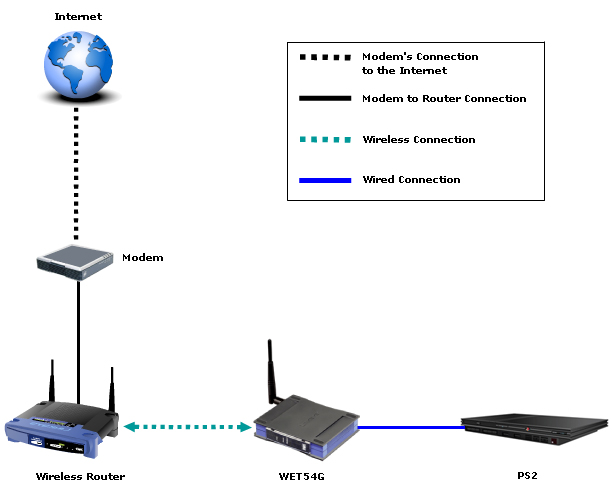 Internet
Modem's Connection
to the Internet
Modem to Router Connection
Wireless Connection
Wired Connection
Modem
Wireless Router
WET54G
PS2